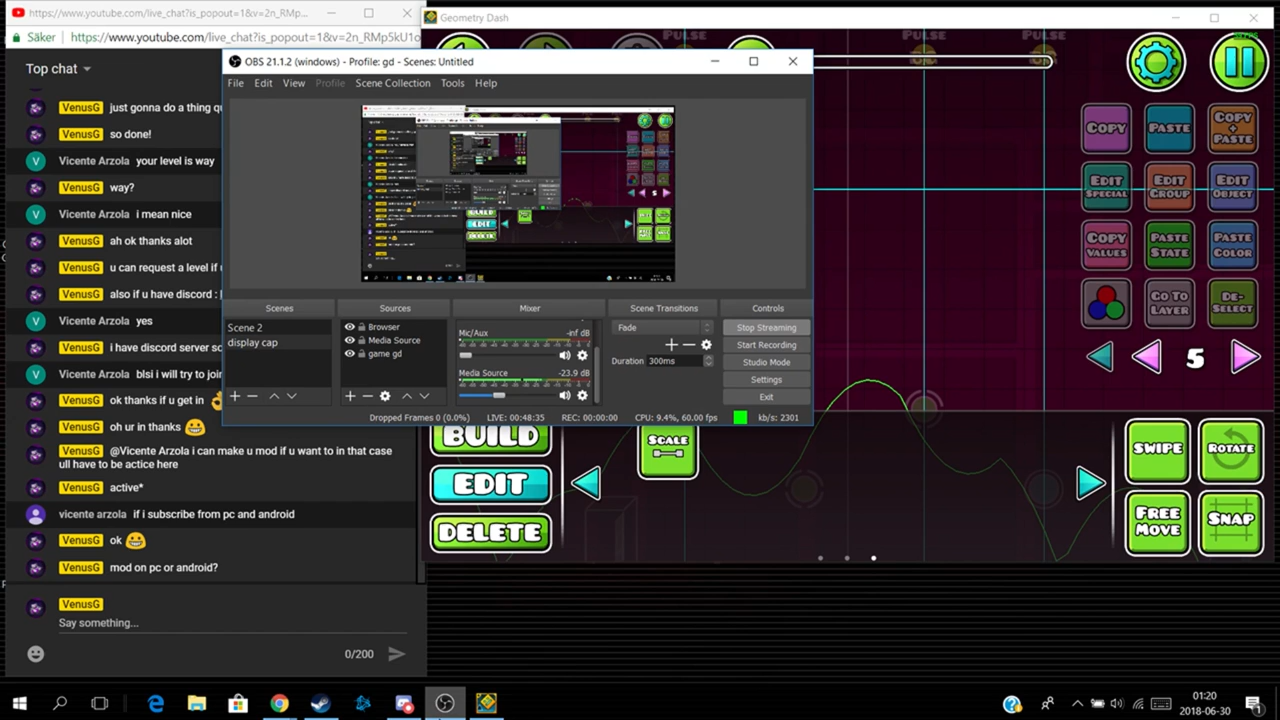 https://www.youtube.com/live_chat?is_popout=1&v=2n_RMp...
Säker
https://www.youtube.com/live_chat?is_popout=1&v=2n_RMp5kU1o
Top chat
VenusG just gonna do a thing qu
VenusG so done!
Vicente Arzola your level is way
VenusG way?
Vicente Arzola i mean nice
VenusG ah ok thanks alot
VenusG u can request a level if u
VenusG also if u have discord :
Vicente Arzola yes
VenusG i have discord server so
Vicente Arzola blsi i will try to join
VenusG ok thanks if u get in 👌
VenusG oh ur in thanks 😀
VenusG @Vicente Arzola i can make u mod if u want to in that case
ull have to be actice here
VenusG active*
vicente arzola if i subscribe from pc and android
VenusG ok 😀
VenusG mod on pc or android?
VenusG
Say something...
0/200
OBS 21.1.2 (windows) - Profile: gd - Scenes: Untitled
File Edit View Profile Scene Collection Tools Help
Scenes Sources Mixer Scene Transitions Controls
Scene 2
display cap
Browser
Media Source
game gd
Mic/Aux -inf dB
Media Source -23.9 dB
Fade
Duration 300ms
Stop Streaming
Start Recording
Studio Mode
Settings
Exit
Dropped Frames 0 (0.0%) LIVE: 00:48:35 REC: 00:00:00 CPU: 9.4%, 60.00 fps kb/s: 2301
Geometry Dash
PULSE PULSE PULSE
COPY PASTE COPY + PASTE
EDIT SPECIAL EDIT GROUP EDIT OBJECT
COPY VALUES PASTE STATE PASTE COLOR
GO TO LAYER DE-SELECT
5
BUILD
EDIT
DELETE
SCALE
SWIPE ROTATE
FREE MOVE SNAP
01:20
2018-06-30
1